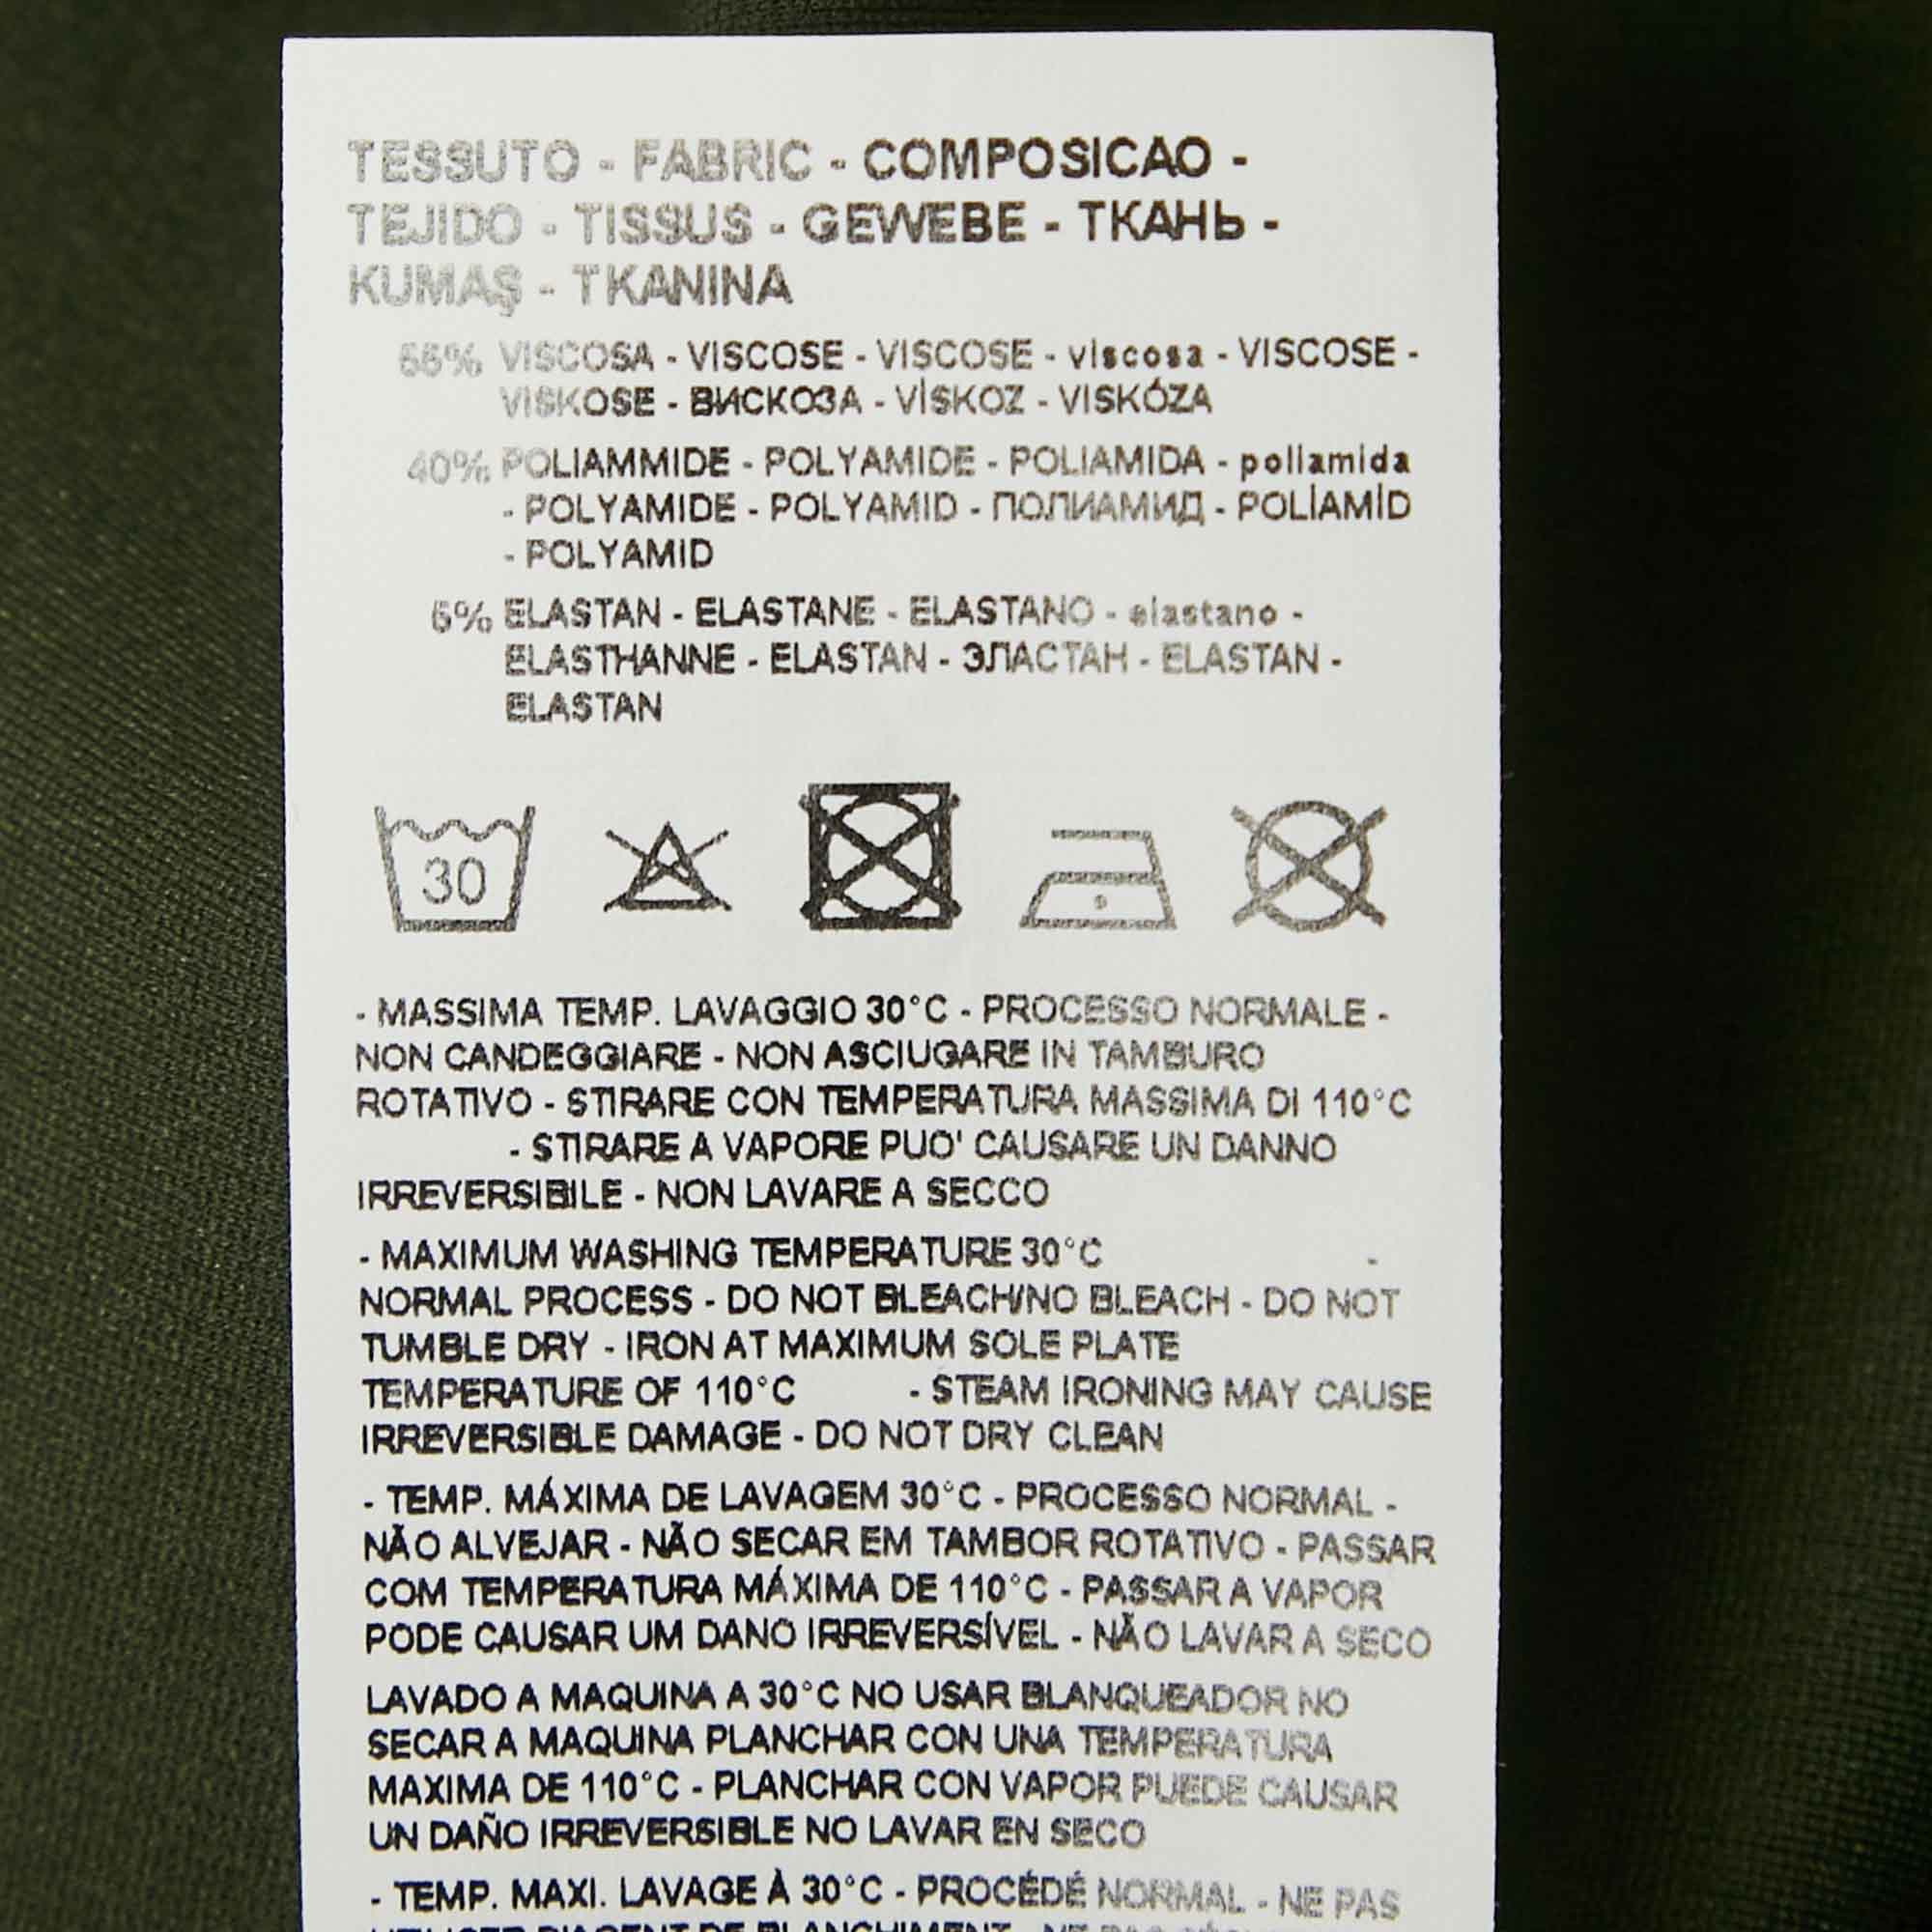 TESSUTO - FABRIC - COMPOSICAO -
TEJIDO - TISSUS - GEWEBE - ТКАНЬ -
KUMAŞ - TKANINA
55% VISCOSA - VISCOSE - VISCOSE - viscosa - VISCOSE -
VISKOSE - ВИСКОЗА - VİSKOZ - VISKÓZA
40% POLIAMMIDE - POLYAMIDE - POLIAMIDA - poliamida
- POLYAMIDE - POLYAMID - ПОЛИАМИД - POLİAMİD
- POLYAMID
5% ELASTAN - ELASTANE - ELASTANO - elastano -
ELASTHANNE - ELASTAN - ЭЛАСТАН - ELASTAN -
ELASTAN
30
- MASSIMA TEMP. LAVAGGIO 30°C - PROCESSO NORMALE -
NON CANDEGGIARE - NON ASCIUGARE IN TAMBURO
ROTATIVO - STIRARE CON TEMPERATURA MASSIMA DI 110°C
- STIRARE A VAPORE PUO' CAUSARE UN DANNO
IRREVERSIBILE - NON LAVARE A SECCO
- MAXIMUM WASHING TEMPERATURE 30°C -
NORMAL PROCESS - DO NOT BLEACH/NO BLEACH - DO NOT
TUMBLE DRY - IRON AT MAXIMUM SOLE PLATE
TEMPERATURE OF 110°C - STEAM IRONING MAY CAUSE
IRREVERSIBLE DAMAGE - DO NOT DRY CLEAN
- TEMP. MÁXIMA DE LAVAGEM 30°C - PROCESSO NORMAL -
NÃO ALVEJAR - NÃO SECAR EM TAMBOR ROTATIVO - PASSAR
COM TEMPERATURA MÁXIMA DE 110°C - PASSAR A VAPOR
PODE CAUSAR UM DANO IRREVERSÍVEL - NÃO LAVAR A SECO
LAVADO A MAQUINA A 30°C NO USAR BLANQUEADOR NO
SECAR A MAQUINA PLANCHAR CON UNA TEMPERATURA
MAXIMA DE 110°C - PLANCHAR CON VAPOR PUEDE CAUSAR
UN DAÑO IRREVERSIBLE NO LAVAR EN SECO
- TEMP. MAXI. LAVAGE À 30°C - PROCÉDÉ NORMAL - NE PAS